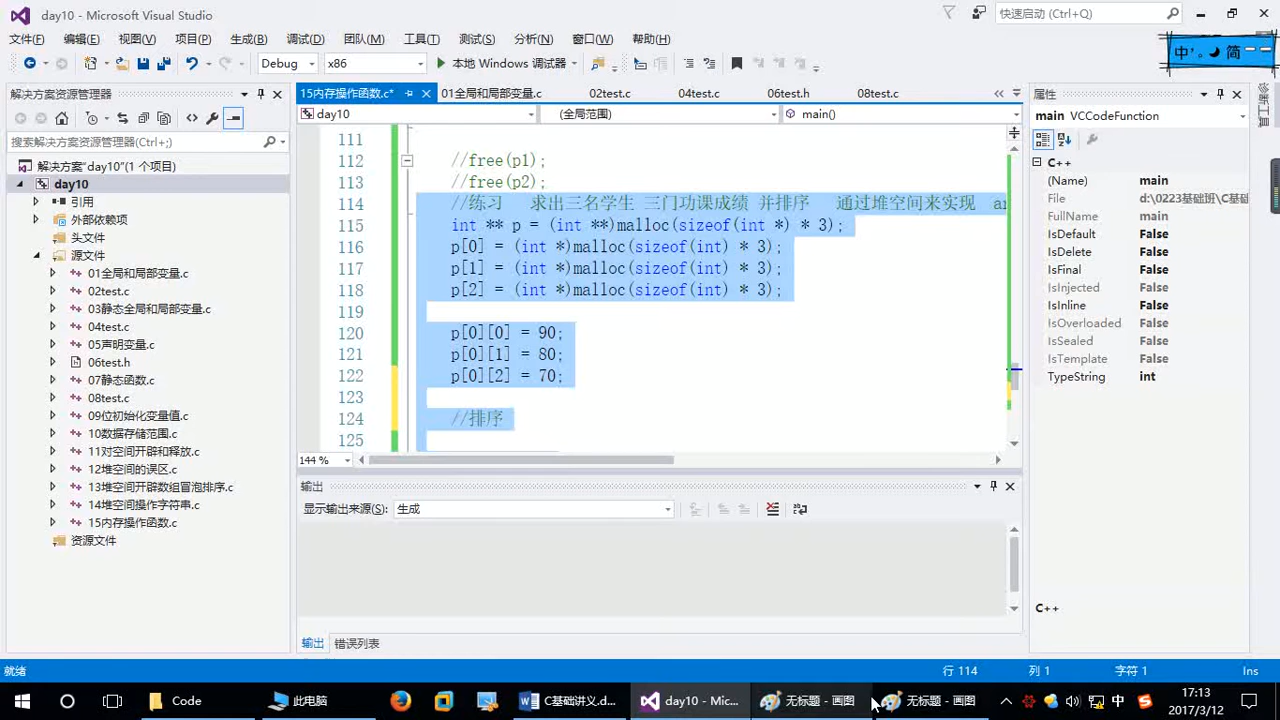 day10 - Microsoft Visual Studio
快速启动 (Ctrl+Q)
文件(F) 编辑(E) 视图(V) 项目(P) 生成(B) 调试(D) 团队(M) 工具(T) 测试(S) 分析(N) 窗口(W) 帮助(H)
中 简
Debug x86 本地 Windows 调试器
解决方案资源管理器
搜索解决方案资源管理器(Ctrl+;)
解决方案"day10"(1 个项目)
day10
引用
外部依赖项
头文件
源文件
01全局和局部变量.c
02test.c
03静态全局和局部变量.c
04test.c
05声明变量.c
06test.h
07静态函数.c
08test.c
09位初始化变量值.c
10数据存储范围.c
11对空间开辟和释放.c
12堆空间的误区.c
13堆空间开辟数组冒泡排序.c
14堆空间操作字符串.c
15内存操作函数.c
资源文件
15内存操作函数.c* 01全局和局部变量.c 02test.c 04test.c 06test.h 08test.c
day10 (全局范围) main()
111
112 //free(p1);
113 //free(p2);
114 //练习 求出三名学生 三门功课成绩 并排序 通过堆空间来实现
115 int ** p = (int **)malloc(sizeof(int *) * 3);
116 p[0] = (int *)malloc(sizeof(int) * 3);
117 p[1] = (int *)malloc(sizeof(int) * 3);
118 p[2] = (int *)malloc(sizeof(int) * 3);
119
120 p[0][0] = 90;
121 p[0][1] = 80;
122 p[0][2] = 70;
123
124 //排序
125
144 %
输出
显示输出来源(S): 生成
输出 错误列表
属性
main VCCodeFunction
C++
(Name) main
File d:\0223基础班\C基础
FullName main
IsDefault False
IsDelete False
IsFinal False
IsInjected False
IsInline False
IsOverloaded False
IsSealed False
IsTemplate False
TypeString int
C++
就绪 行 114 列 1 字符 1 Ins
Code 此电脑 C基础讲义.d... day10 - Mic... 无标题 - 画图 无标题 - 画图 中 17:13
2017/3/12